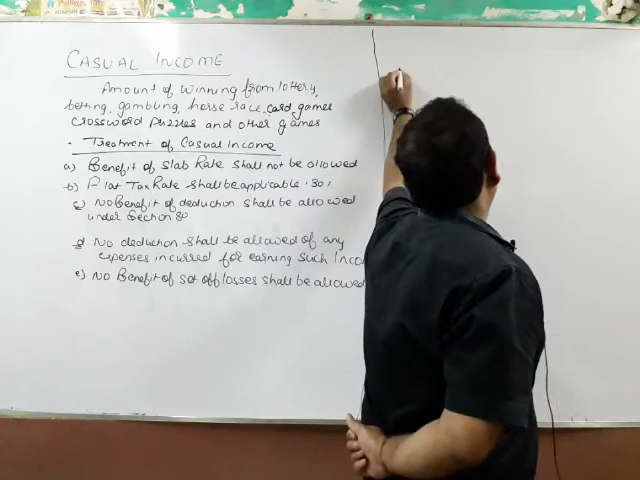 CASUAL INCOME
Amount of winning from lottery,
betting, gambling, horse race, card games
crossword puzzles and other games
• Treatment of Casual Income
a) Benefit of slab Rate shall not be allowed
b) Flat Tax Rate shall be applicable 30%
c) No Benefit of deduction shall be allowed
under Section 80
d) No deduction shall be allowed of any
expenses incurred for earning such Inco
e) No Benefit of set off losses shall be allowed